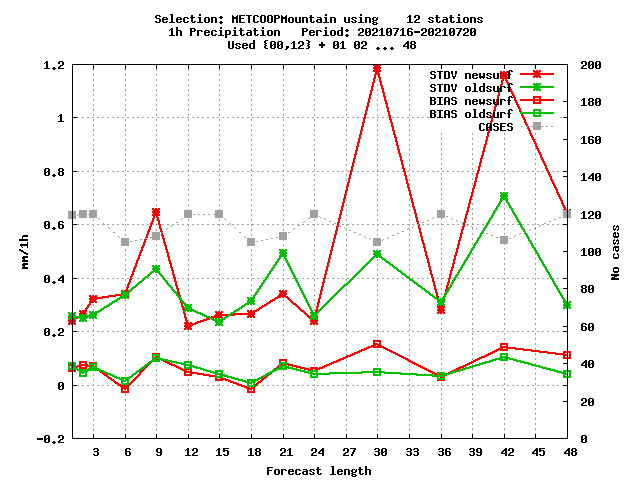 Selection: METCOOPMountain using    12 stations
1h Precipitation   Period: 20210716-20210720
Used {00,12} + 01 02 ... 48
1.2
1
0.8
0.6
0.4
0.2
0
-0.2
mm/1h
STDV newsurf
STDV oldsurf
BIAS newsurf
BIAS oldsurf
CASES
200
180
160
140
120
100
80
60
40
20
0
No cases
3 6 9 12 15 18 21 24 27 30 33 36 39 42 45 48
Forecast length